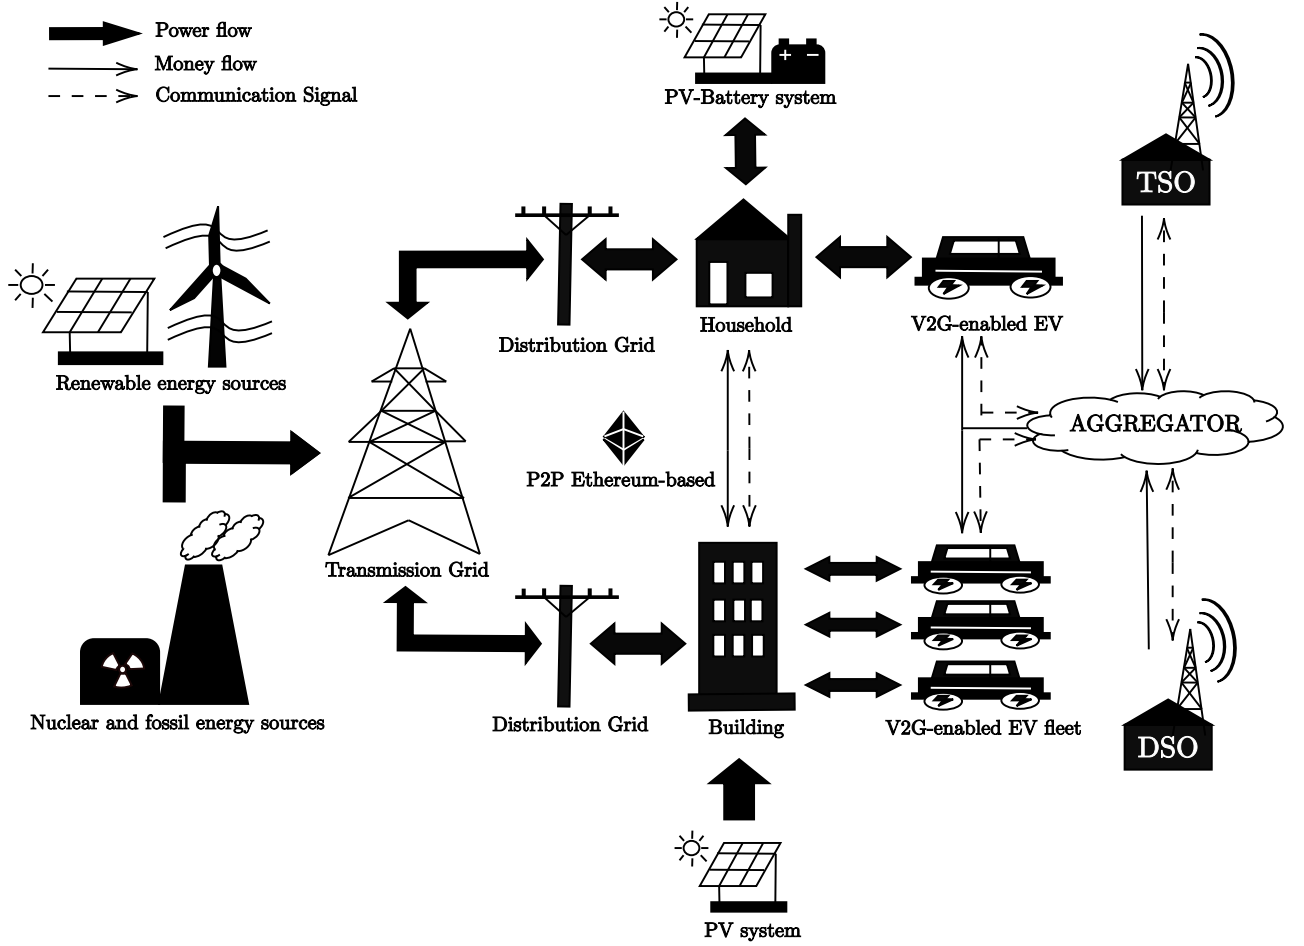 Power flow
Money flow
Communication Signal
+ −
PV-Battery system
TSO
Household
V2G-enabled EV
Distribution Grid
Renewable energy sources
AGGREGATOR
P2P Ethereum-based
Transmission Grid
Nuclear and fossil energy sources
Distribution Grid
Building
V2G-enabled EV fleet
DSO
PV system